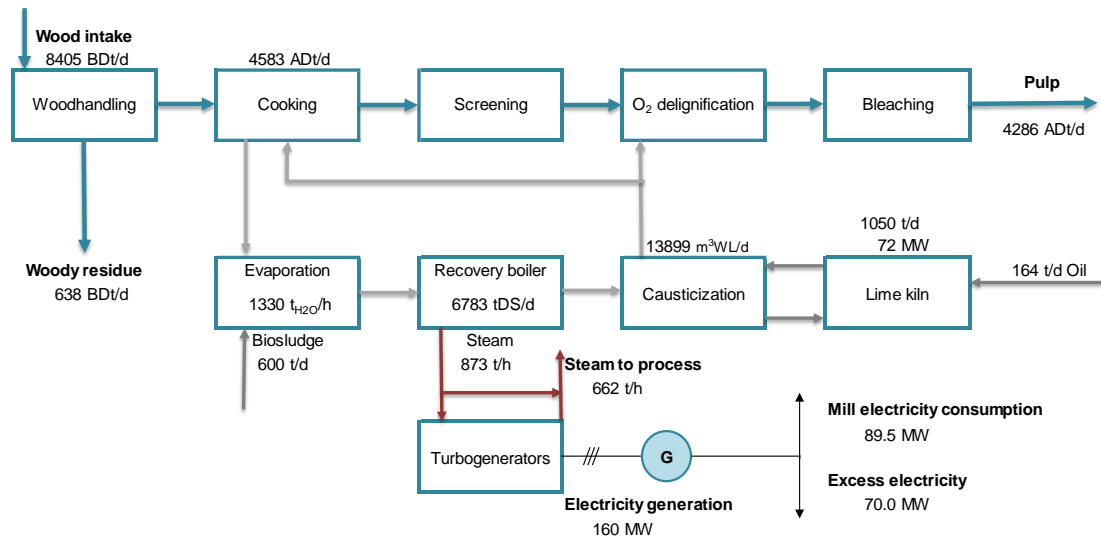 Wood intake
8405 BDt/d
4583 ADt/d
Woodhandling
Cooking
Screening
O₂ delignification
Bleaching
Pulp
4286 ADt/d
Woody residue
638 BDt/d
Evaporation
1330 tH2O/h
Recovery boiler
6783 tDS/d
13899 m³WL/d
Causticization
1050 t/d
72 MW
Lime kiln
164 t/d Oil
Biosludge
600 t/d
Steam
873 t/h
Steam to process
662 t/h
Turbogenerators
G
Electricity generation
160 MW
Mill electricity consumption
89.5 MW
Excess electricity
70.0 MW